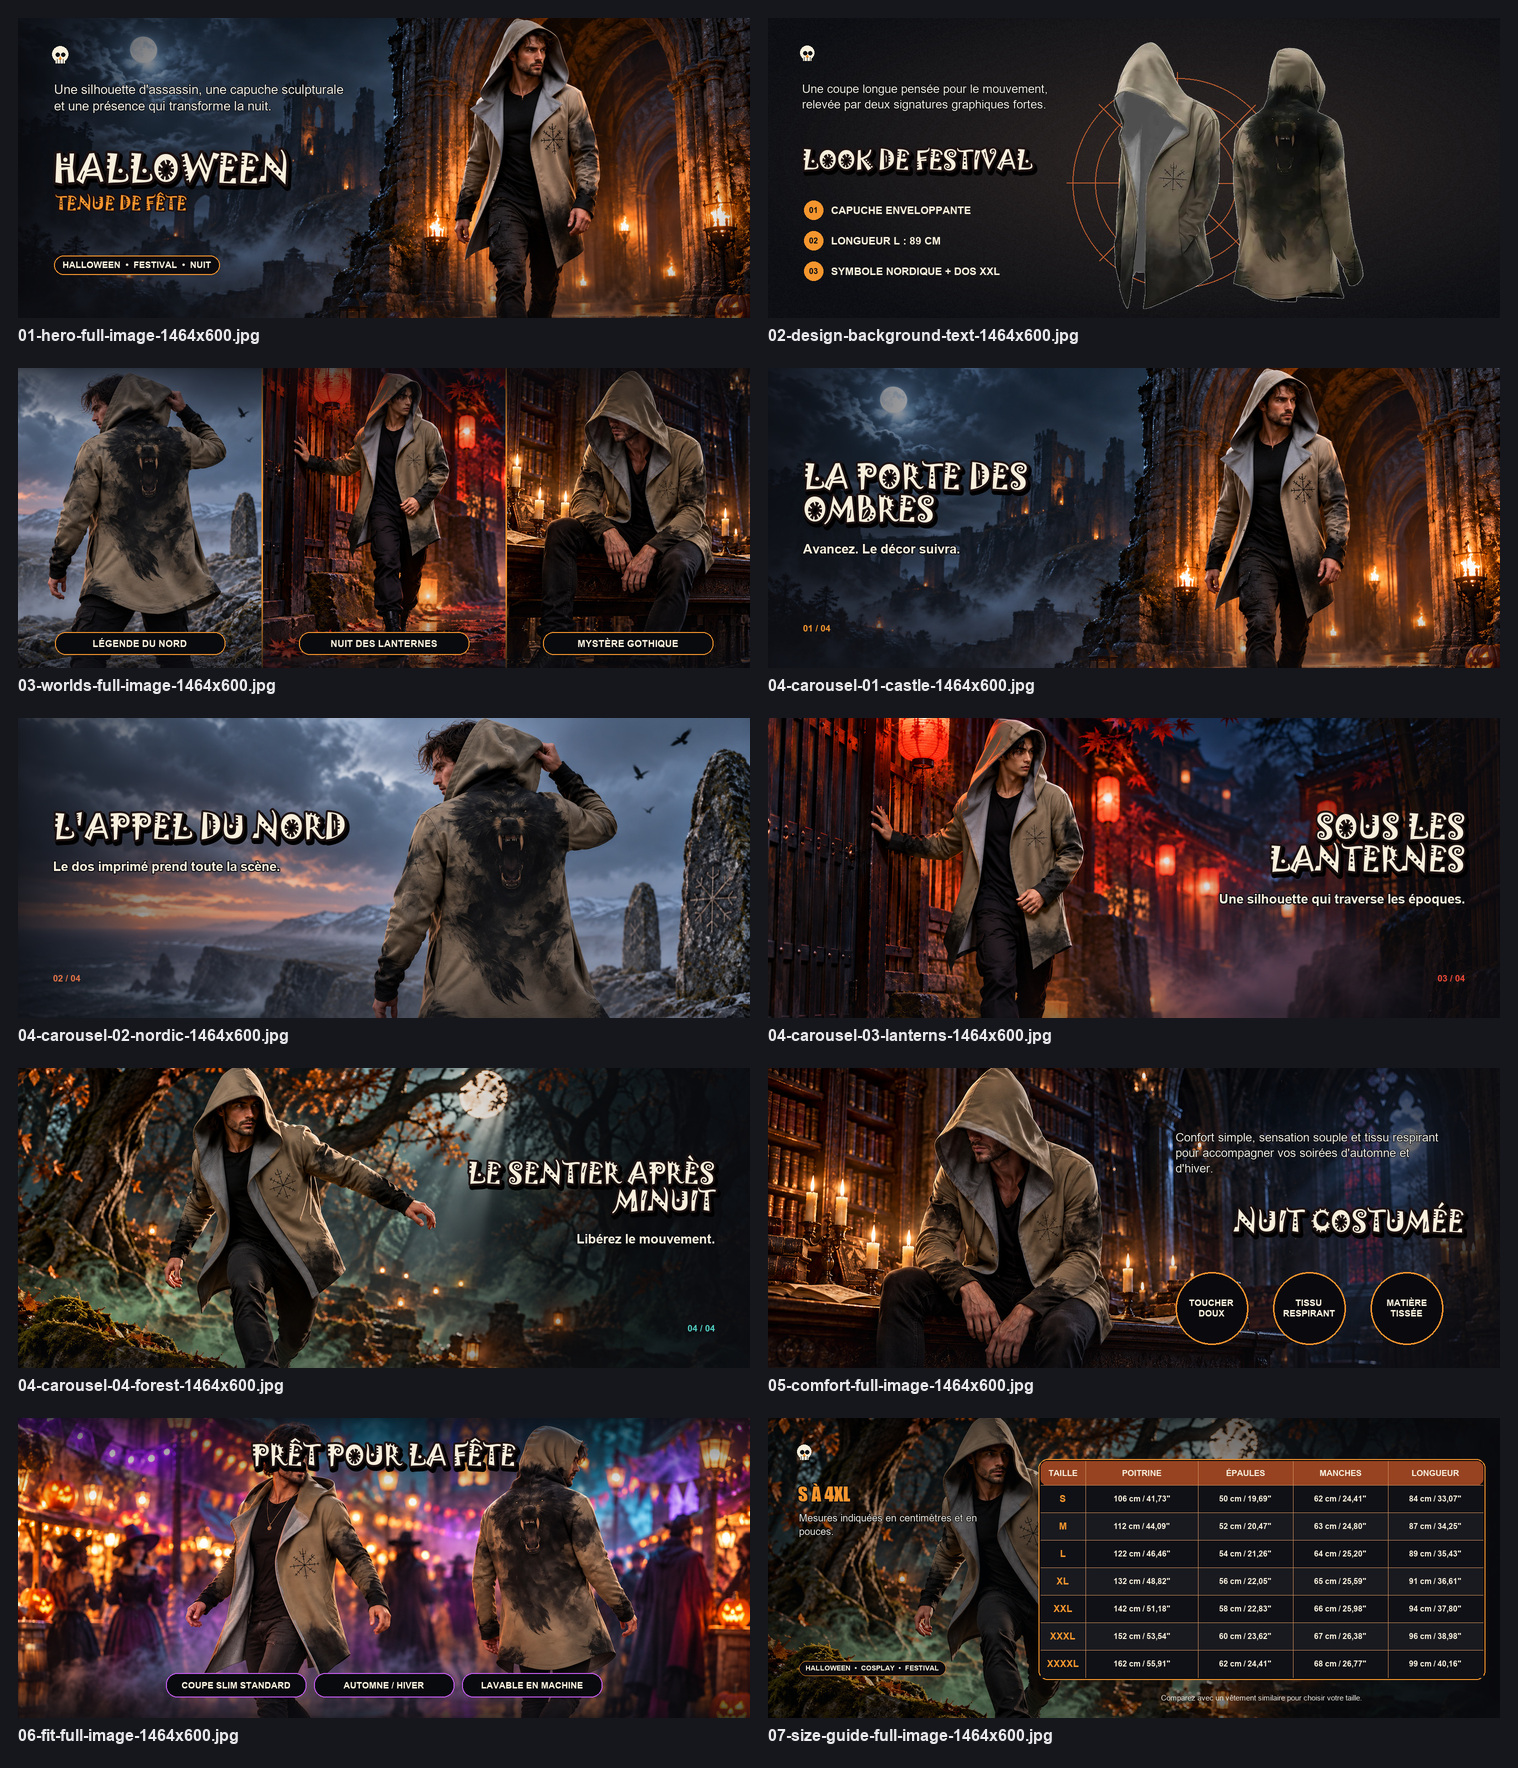 Une silhouette d'assassin, une capuche sculpturale
et une présence qui transforme la nuit.
HALLOWEEN
TENUE DE FÊTE
HALLOWEEN • FESTIVAL • NUIT
01-hero-full-image-1464x600.jpg
Une coupe longue pensée pour le mouvement,
relevée par deux signatures graphiques fortes.
LOOK DE FESTIVAL
01 CAPUCHE ENVELOPPANTE
02 LONGUEUR L : 89 CM
03 SYMBOLE NORDIQUE + DOS XXL
02-design-background-text-1464x600.jpg
LÉGENDE DU NORD
NUIT DES LANTERNES
MYSTÈRE GOTHIQUE
03-worlds-full-image-1464x600.jpg
LA PORTE DES
OMBRES
Avancez. Le décor suivra.
01 / 04
04-carousel-01-castle-1464x600.jpg
L'APPEL DU NORD
Le dos imprimé prend toute la scène.
02 / 04
04-carousel-02-nordic-1464x600.jpg
SOUS LES
LANTERNES
Une silhouette qui traverse les époques.
03 / 04
04-carousel-03-lanterns-1464x600.jpg
LE SENTIER APRÈS
MINUIT
Libérez le mouvement.
04 / 04
04-carousel-04-forest-1464x600.jpg
Confort simple, sensation souple et tissu respirant
pour accompagner vos soirées d'automne et
d'hiver.
NUIT COSTUMÉE
TOUCHER
DOUX
TISSU
RESPIRANT
MATIÈRE
TISSÉE
05-comfort-full-image-1464x600.jpg
PRÊT POUR LA FÊTE
COUPE SLIM STANDARD
AUTOMNE / HIVER
LAVABLE EN MACHINE
06-fit-full-image-1464x600.jpg
S À 4XL
Mesures indiquées en centimètres et en
pouces.
HALLOWEEN • COSPLAY • FESTIVAL
TAILLE POITRINE ÉPAULES MANCHES LONGUEUR
S 106 cm / 41,73" 50 cm / 19,69" 62 cm / 24,41" 84 cm / 33,07"
M 112 cm / 44,09" 52 cm / 20,47" 63 cm / 24,80" 87 cm / 34,25"
L 122 cm / 46,46" 54 cm / 21,26" 64 cm / 25,20" 89 cm / 35,43"
XL 132 cm / 48,82" 56 cm / 22,05" 65 cm / 25,59" 91 cm / 36,61"
XXL 142 cm / 51,18" 58 cm / 22,83" 66 cm / 25,98" 94 cm / 37,80"
XXXL 152 cm / 53,54" 60 cm / 23,62" 67 cm / 26,38" 96 cm / 38,98"
XXXXL 162 cm / 55,91" 62 cm / 24,41" 68 cm / 26,77" 99 cm / 40,16"
Comparez avec un vêtement similaire pour choisir votre taille.
07-size-guide-full-image-1464x600.jpg